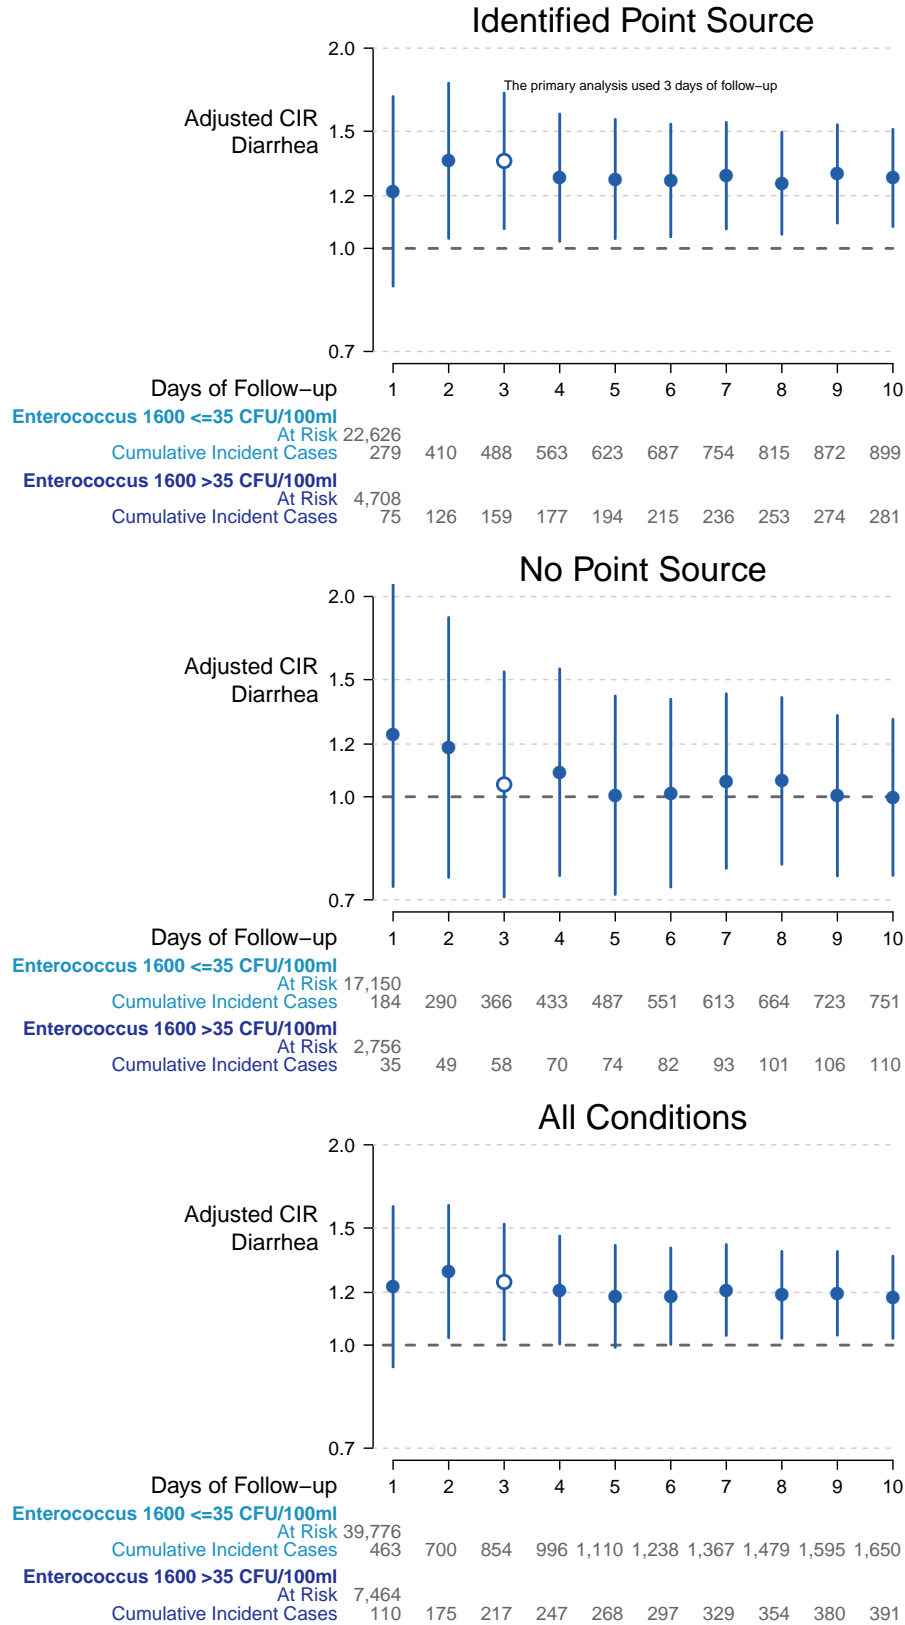 Identified Point Source
2.0
The primary analysis used 3 days of follow−up
Adjusted CIR
Diarrhea
1.5
1.2
1.0
0.7
Days of Follow−up 1 2 3 4 5 6 7 8 9 10
Enterococcus 1600 <=35 CFU/100ml
At Risk 22,626
Cumulative Incident Cases 279 410 488 563 623 687 754 815 872 899
Enterococcus 1600 >35 CFU/100ml
At Risk 4,708
Cumulative Incident Cases 75 126 159 177 194 215 236 253 274 281
No Point Source
2.0
Adjusted CIR
Diarrhea
1.5
1.2
1.0
0.7
Days of Follow−up 1 2 3 4 5 6 7 8 9 10
Enterococcus 1600 <=35 CFU/100ml
At Risk 17,150
Cumulative Incident Cases 184 290 366 433 487 551 613 664 723 751
Enterococcus 1600 >35 CFU/100ml
At Risk 2,756
Cumulative Incident Cases 35 49 58 70 74 82 93 101 106 110
All Conditions
2.0
Adjusted CIR
Diarrhea
1.5
1.2
1.0
0.7
Days of Follow−up 1 2 3 4 5 6 7 8 9 10
Enterococcus 1600 <=35 CFU/100ml
At Risk 39,776
Cumulative Incident Cases 463 700 854 996 1,110 1,238 1,367 1,479 1,595 1,650
Enterococcus 1600 >35 CFU/100ml
At Risk 7,464
Cumulative Incident Cases 110 175 217 247 268 297 329 354 380 391